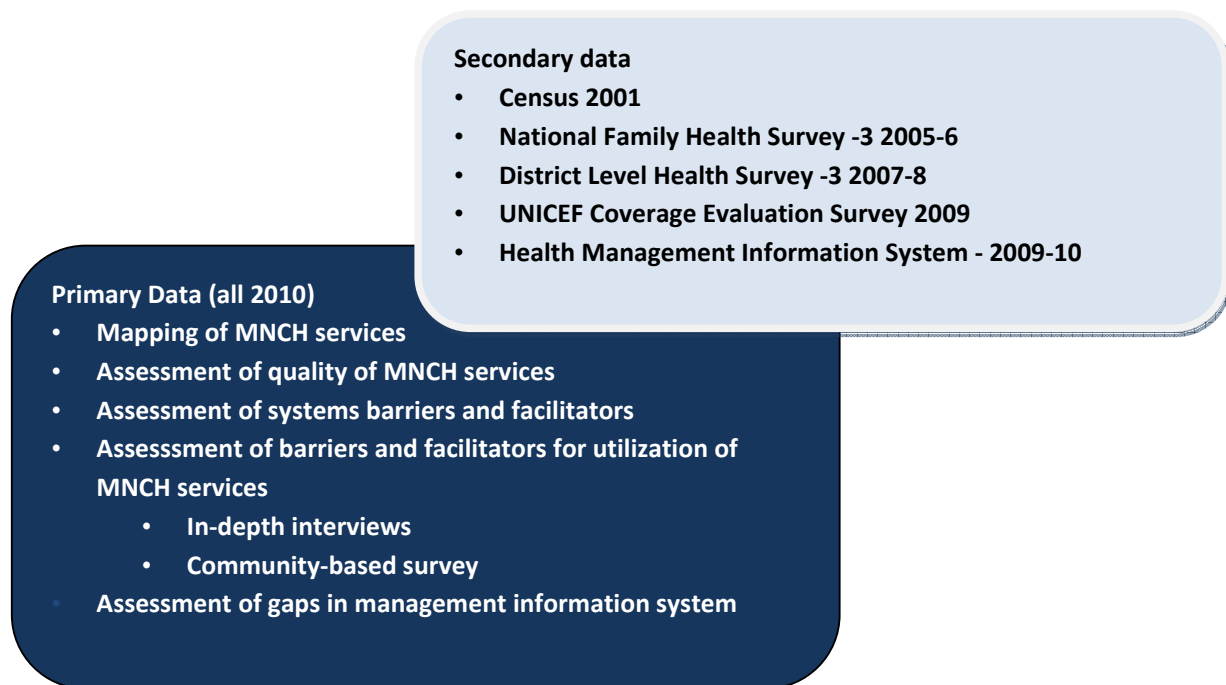 Secondary data
• Census 2001
• National Family Health Survey -3 2005-6
• District Level Health Survey -3 2007-8
• UNICEF Coverage Evaluation Survey 2009
• Health Management Information System - 2009-10
Primary Data (all 2010)
• Mapping of MNCH services
• Assessment of quality of MNCH services
• Assessment of systems barriers and facilitators
• Assesssment of barriers and facilitators for utilization of
MNCH services
• In-depth interviews
• Community-based survey
• Assessment of gaps in management information system